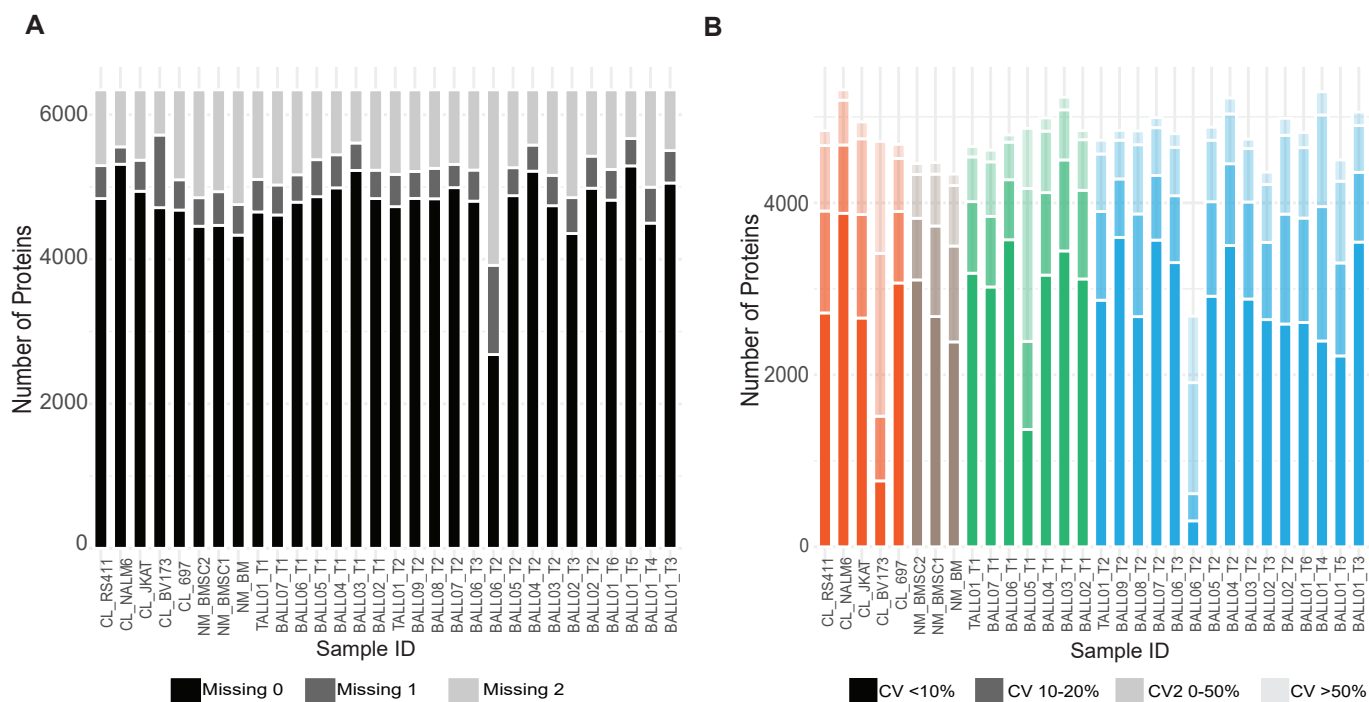 A
B
Number of Proteins
6000
4000
2000
0
CL_RS411
CL_NALM6
CL_JKAT
CL_BV173
CL_697
NM_BMSC2
NM_BMSC1
NM_BM
TALL01_T1
BALL07_T1
BALL06_T1
BALL05_T1
BALL04_T1
BALL03_T1
BALL02_T1
TALL01_T2
BALL09_T2
BALL08_T2
BALL07_T2
BALL06_T3
BALL06_T2
BALL05_T2
BALL04_T2
BALL03_T2
BALL02_T3
BALL02_T2
BALL01_T6
BALL01_T5
BALL01_T4
BALL01_T3
Sample ID
Missing 0
Missing 1
Missing 2
Number of Proteins
4000
2000
0
CL_RS411
CL_NALM6
CL_JKAT
CL_BV173
CL_697
NM_BMSC2
NM_BMSC1
NM_BM
TALL01_T1
BALL07_T1
BALL06_T1
BALL05_T1
BALL04_T1
BALL03_T1
BALL02_T1
TALL01_T2
BALL09_T2
BALL08_T2
BALL07_T2
BALL06_T3
BALL06_T2
BALL05_T2
BALL04_T2
BALL03_T2
BALL02_T3
BALL02_T2
BALL01_T6
BALL01_T4
BALL01_T5
BALL01_T3
Sample ID
CV <10%
CV 10-20%
CV2 0-50%
CV >50%